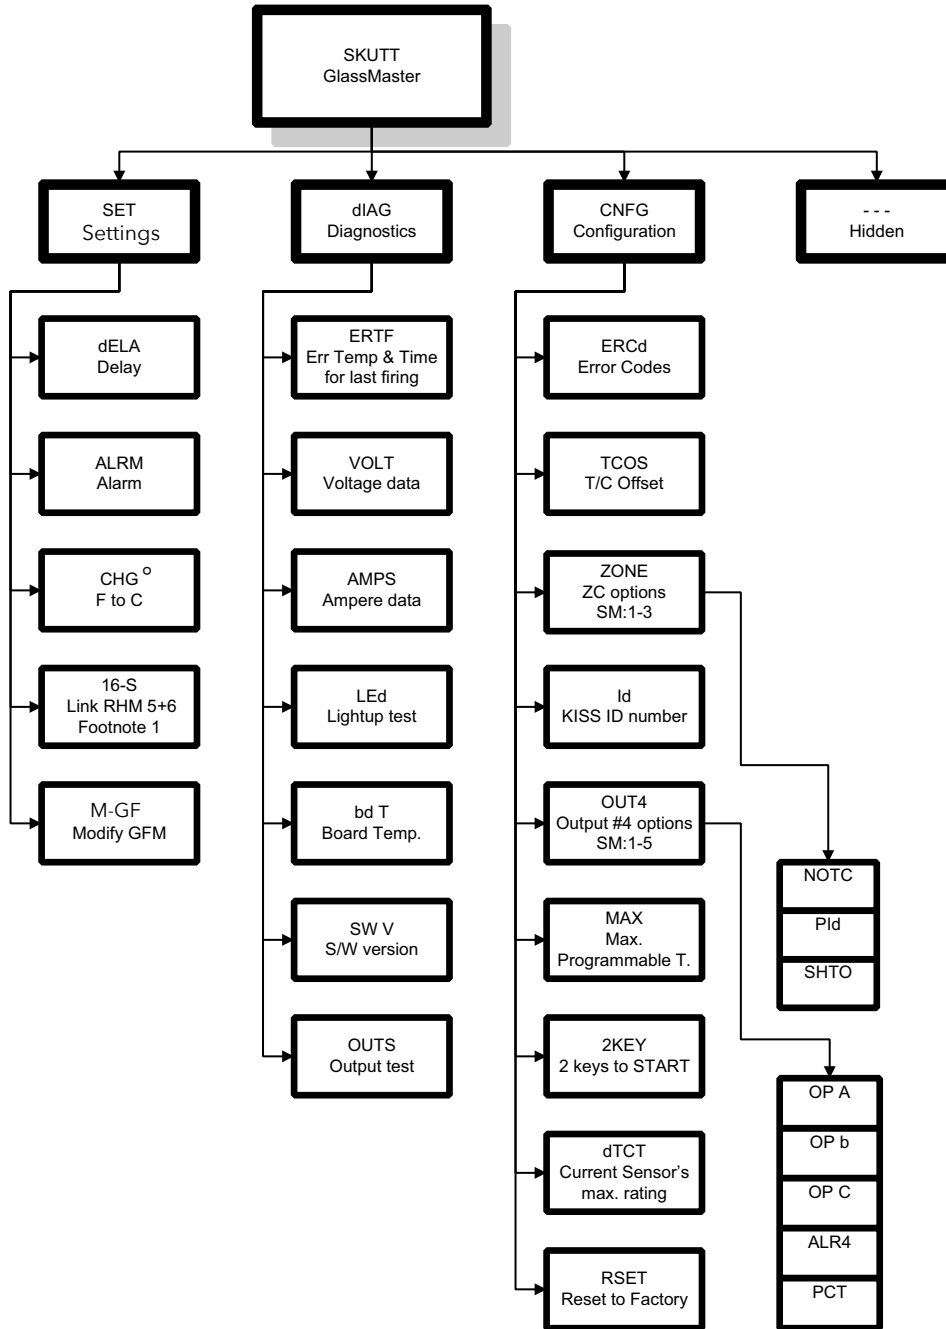 SKUTT
GlassMaster
SET
Settings
dIAG
Diagnostics
CNFG
Configuration
- - -
Hidden
dELA
Delay
ALRM
Alarm
CHG °
F to C
16-S
Link RHM 5+6
Footnote 1
M-GF
Modify GFM
ERTF
Err Temp & Time
for last firing
VOLT
Voltage data
AMPS
Ampere data
LEd
Lightup test
bd T
Board Temp.
SW V
S/W version
OUTS
Output test
ERCd
Error Codes
TCOS
T/C Offset
ZONE
ZC options
SM:1-3
Id
KISS ID number
OUT4
Output #4 options
SM:1-5
MAX
Max.
Programmable T.
2KEY
2 keys to START
dTCT
Current Sensor's
max. rating
RSET
Reset to Factory
NOTC
PId
SHTO
OP A
OP b
OP C
ALR4
PCT